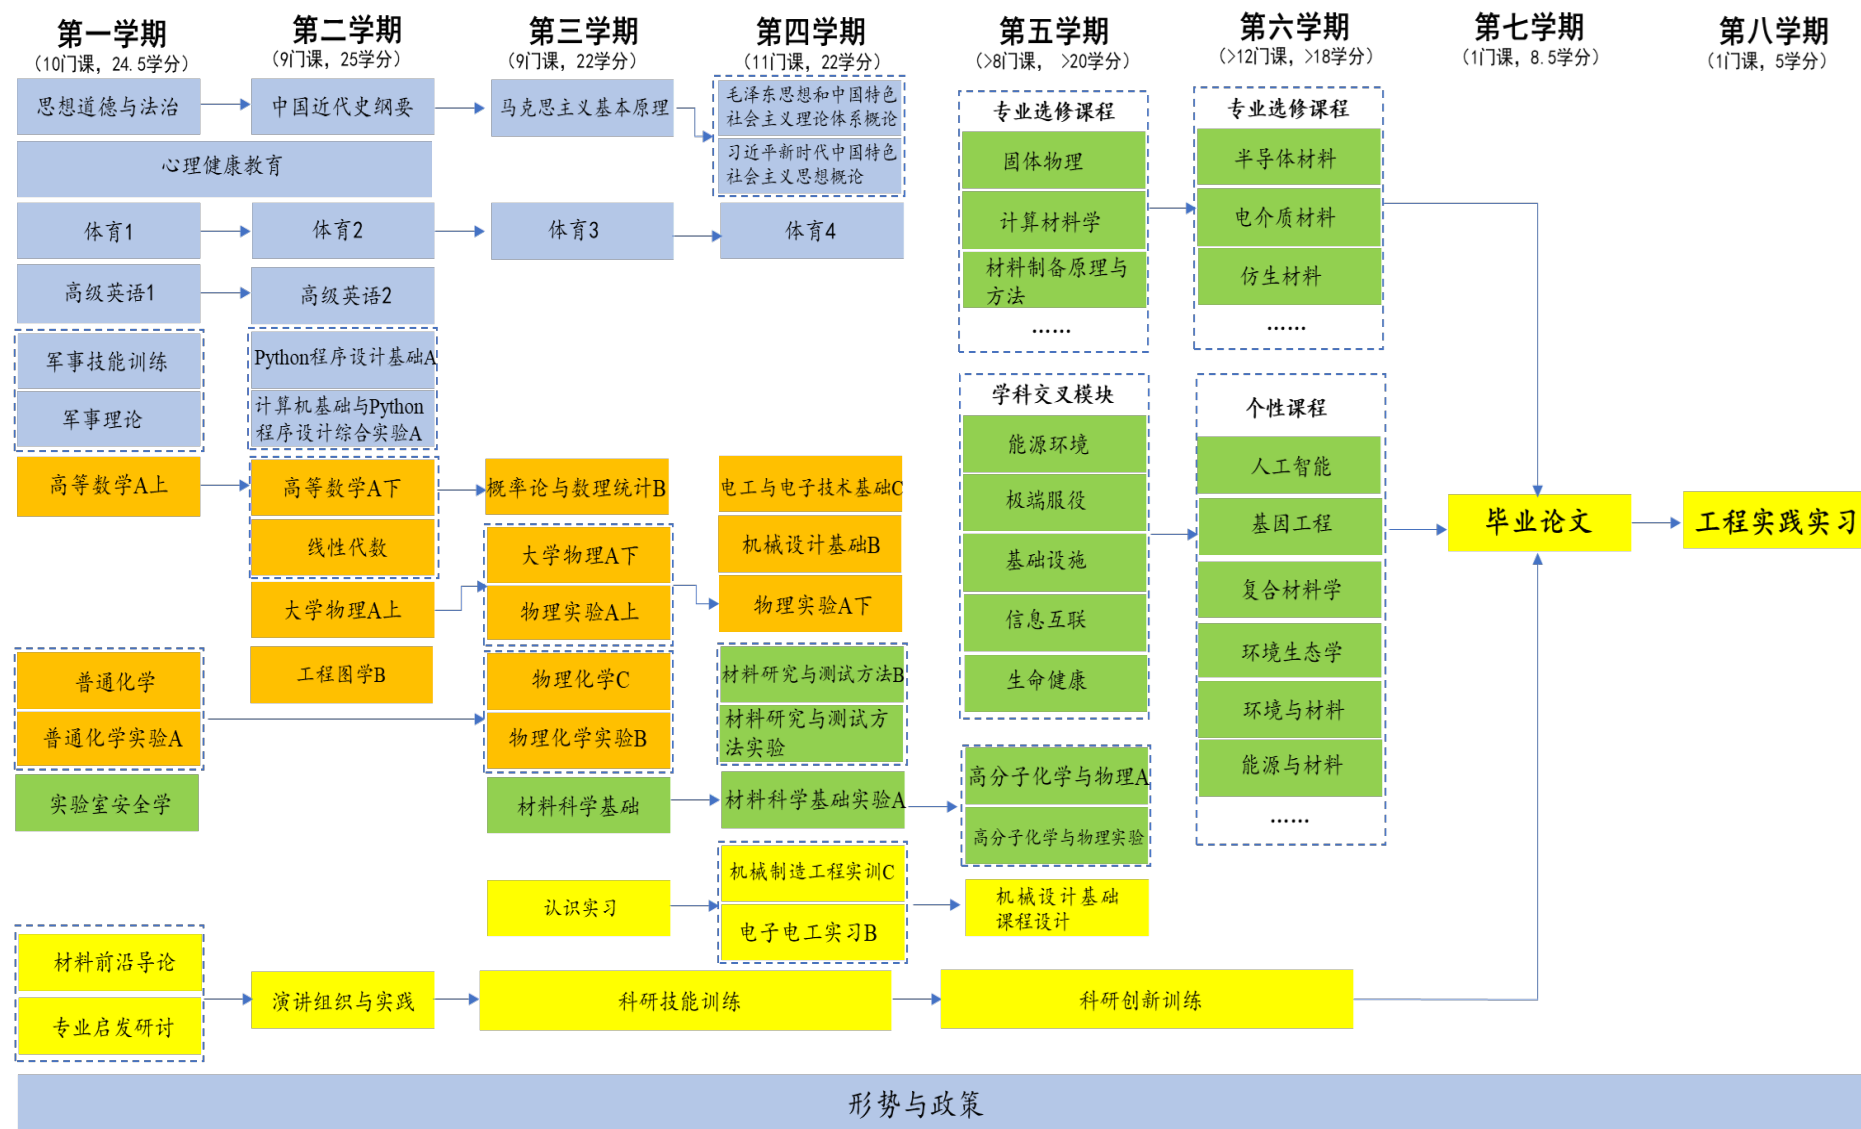 第一学期
（10门课，24.5学分）
第二学期
（9门课，25学分）
第三学期
（9门课，22学分）
第四学期
（11门课，22学分）
第五学期
（>8门课， >20学分）
第六学期
（>12门课，>18学分）
第七学期
（1门课，8.5学分）
第八学期
（1门课，5学分）
思想道德与法治
中国近代史纲要
马克思主义基本原理
毛泽东思想和中国特色
社会主义理论体系概论
习近平新时代中国特色
社会主义思想概论
心理健康教育
体育1
体育2
体育3
体育4
高级英语1
高级英语2
军事技能训练
军事理论
Python程序设计基础A
计算机基础与Python
程序设计综合实验A
高等数学A上
高等数学A下
线性代数
概率论与数理统计B
电工与电子技术基础C
大学物理A上
大学物理A下
物理实验A上
机械设计基础B
物理实验A下
工程图学B
普通化学
普通化学实验A
物理化学C
物理化学实验B
材料研究与测试方法B
材料研究与测试方
法实验
实验室安全学
材料科学基础
材料科学基础实验A
高分子化学与物理A
高分子化学与物理实验
认识实习
机械制造工程实训C
电子电工实习B
机械设计基础
课程设计
材料前沿导论
专业启发研讨
演讲组织与实践
科研技能训练
科研创新训练
专业选修课程
固体物理
计算材料学
材料制备原理与
方法
……
专业选修课程
半导体材料
电介质材料
仿生材料
……
学科交叉模块
能源环境
极端服役
基础设施
信息互联
生命健康
个性课程
人工智能
基因工程
复合材料学
环境生态学
环境与材料
能源与材料
……
毕业论文
工程实践实习
形势与政策